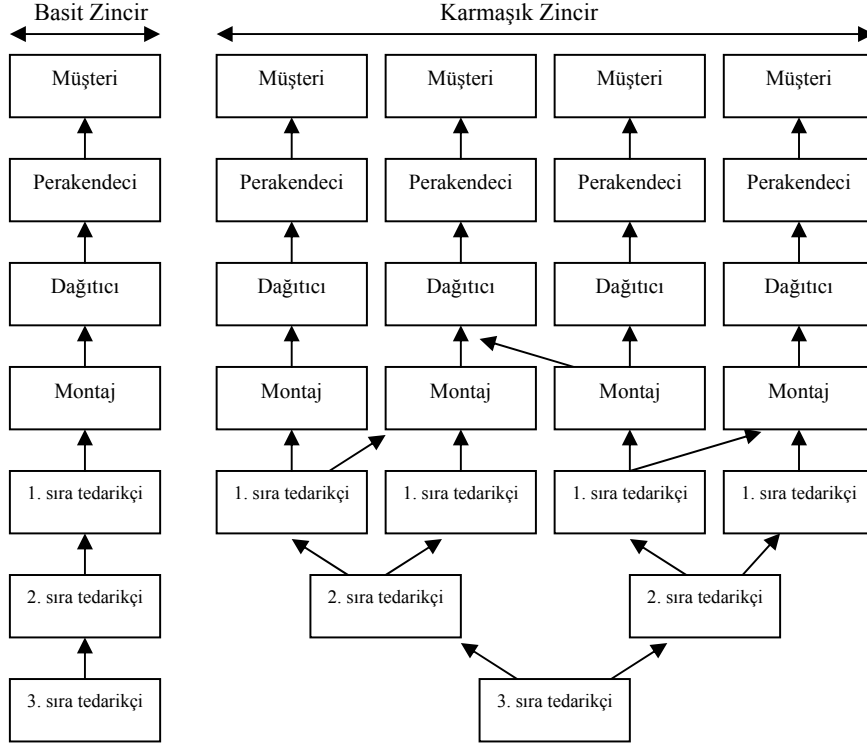 Basit Zincir
Karmaşık Zincir
Müşteri
Müşteri
Müşteri
Müşteri
Müşteri
Perakendeci
Perakendeci
Perakendeci
Perakendeci
Perakendeci
Dağıtıcı
Dağıtıcı
Dağıtıcı
Dağıtıcı
Dağıtıcı
Montaj
Montaj
Montaj
Montaj
Montaj
1. sıra tedarikçi
1. sıra tedarikçi
1. sıra tedarikçi
1. sıra tedarikçi
1. sıra tedarikçi
2. sıra tedarikçi
2. sıra tedarikçi
2. sıra tedarikçi
3. sıra tedarikçi
3. sıra tedarikçi